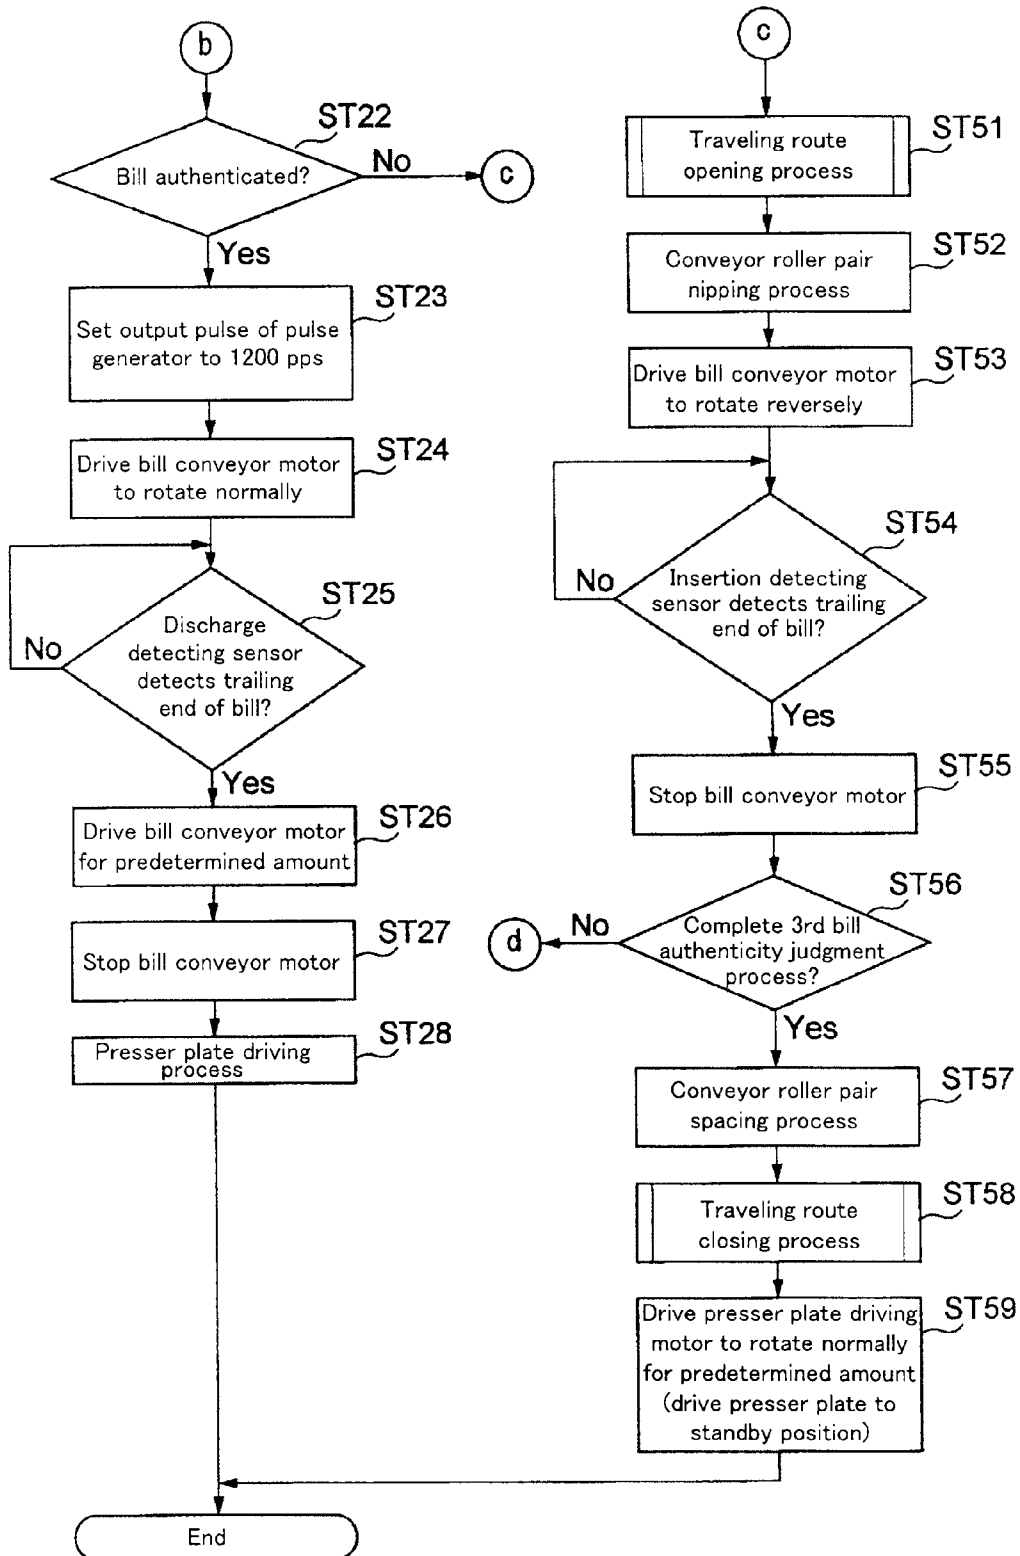 b
ST22
Bill authenticated?
No
c
Yes
ST23
Set output pulse of pulse
generator to 1200 pps
ST24
Drive bill conveyor motor
to rotate normally
ST25
Discharge
detecting sensor
detects trailing
end of bill?
No
Yes
ST26
Drive bill conveyor motor
for predetermined amount
ST27
Stop bill conveyor motor
ST28
Presser plate driving
process
c
ST51
Traveling route
opening process
ST52
Conveyor roller pair
nipping process
ST53
Drive bill conveyor motor
to rotate reversely
ST54
Insertion detecting
sensor detects trailing
end of bill?
No
Yes
ST55
Stop bill conveyor motor
ST56
Complete 3rd bill
authenticity judgment
process?
No
d
Yes
ST57
Conveyor roller pair
spacing process
ST58
Traveling route
closing process
ST59
Drive presser plate driving
motor to rotate normally
for predetermined amount
(drive presser plate to
standby position)
End